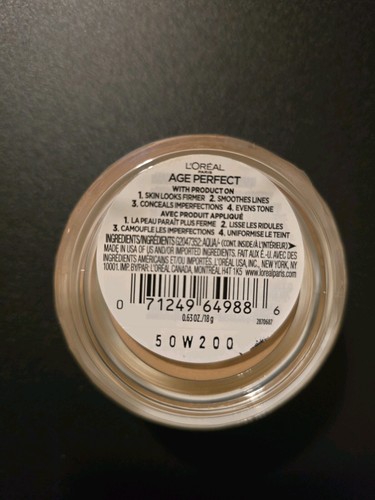 L'ORÉAL
PARIS
AGE PERFECT
WITH PRODUCT ON
1. SKIN LOOKS FIRMER 2. SMOOTHES LINES
3. CONCEALS IMPERFECTIONS 4. EVENS TONE
AVEC PRODUIT APPLIQUÉ
1. LA PEAU PARAÎT PLUS FERME 2. LISSE LES RIDULES
3. CAMOUFLE LES IMPERFECTIONS 4. UNIFORMISE LE TEINT
INGREDIENTS/INGRÉDIENTS: AQUA • (CONT. INSIDE/À L'INTÉRIEUR)
MADE IN USA OF US AND/OR IMPORTED INGREDIENTS. FAIT AUX É.-U. AVEC DES
INGRÉDIENTS AMÉRICAINS ET/OU IMPORTÉS. L'ORÉAL USA, INC., NEW YORK, NY
10001, IMP. BY/PAR: L'ORÉAL CANADA, MONTRÉAL H4T 1K5 www.lorealparis.com
0 71249 64988 6
0.63 OZ./18 g
2870687
50W200